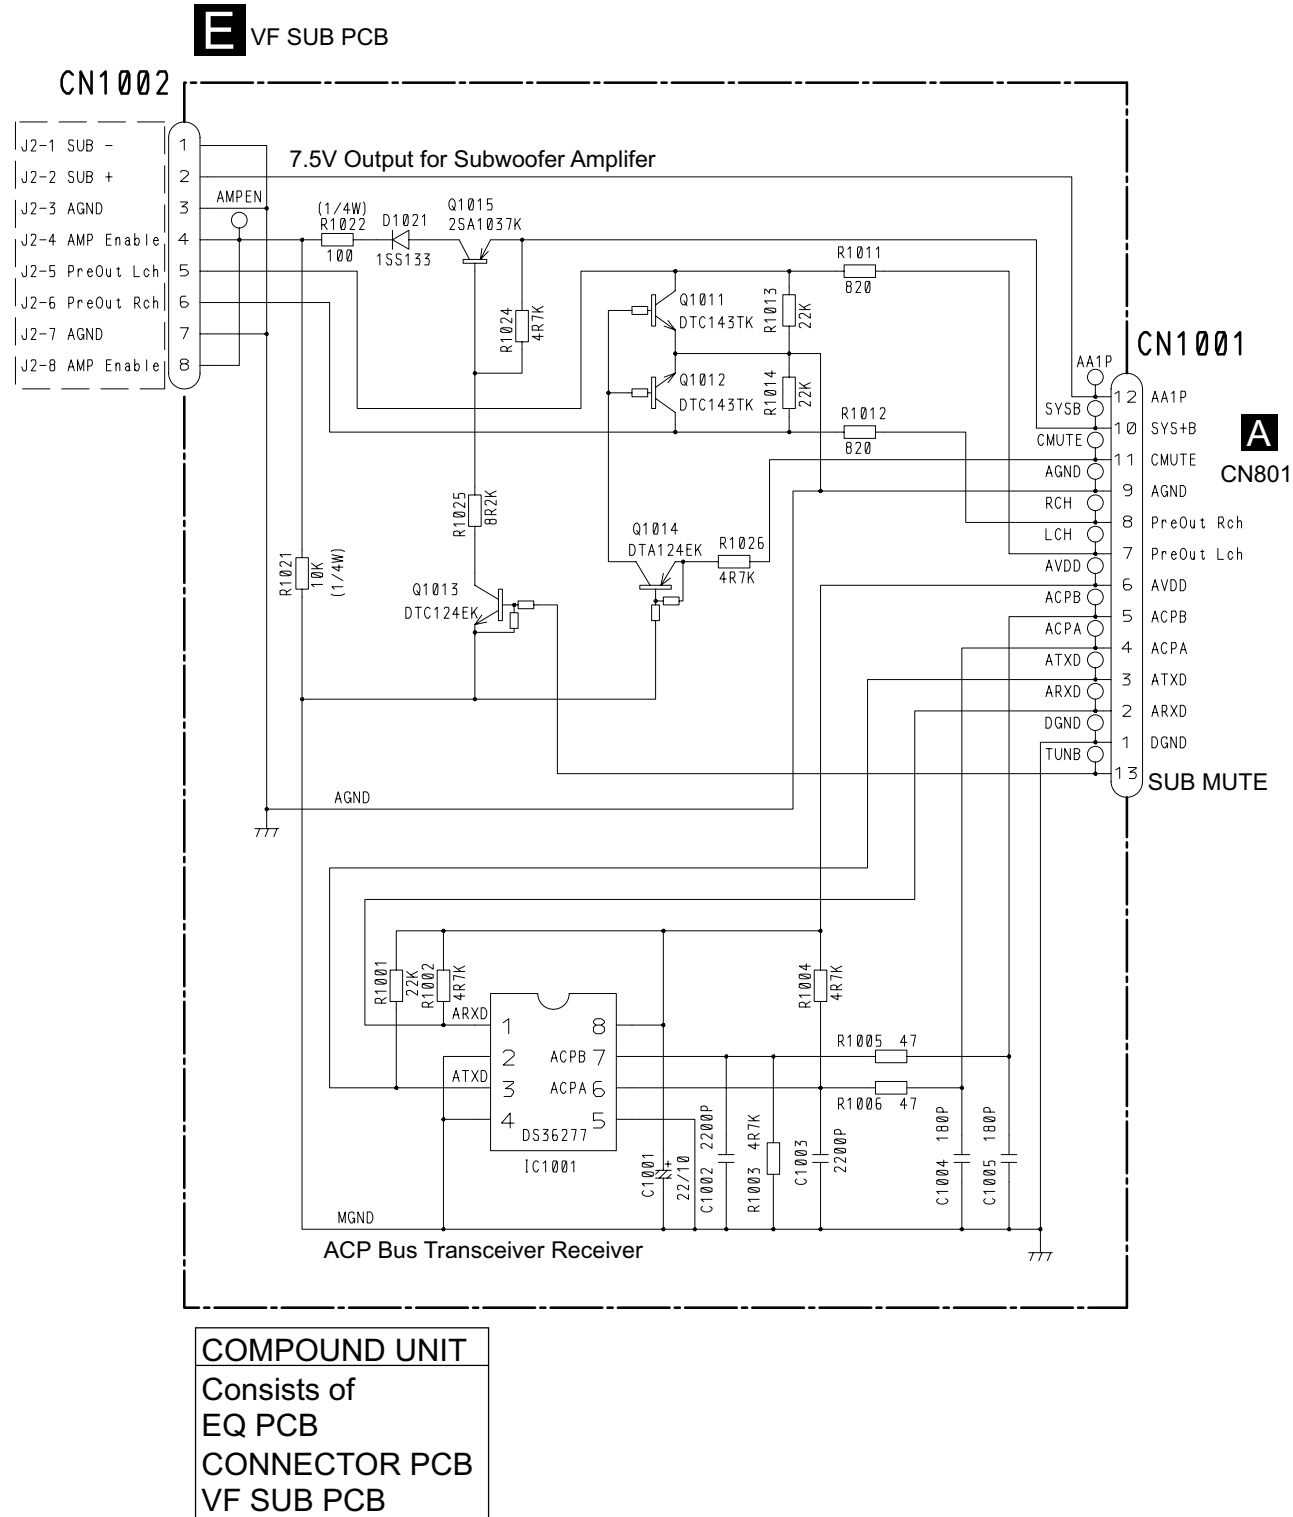 E VF SUB PCB
CN1002
J2-1 SUB -
J2-2 SUB +
J2-3 AGND
J2-4 AMP Enable
J2-5 PreOut Lch
J2-6 PreOut Rch
J2-7 AGND
J2-8 AMP Enable
1
2
3
4
5
6
7
8
7.5V Output for Subwoofer Amplifer
AMPEN
(1/4W)
R1022
100
D1021
1SS133
Q1015
2SA1037K
R1024
4R7K
R1011
820
Q1011
DTC143TK
R1013
22K
Q1012
DTC143TK
R1014
22K
R1012
820
CN1001
AA1P
SYSB
CMUTE
AGND
RCH
LCH
AVDD
ACPB
ACPA
ATXD
ARXD
DGND
TUNB
12 AA1P
10 SYS+B
11 CMUTE
9 AGND
8 PreOut Rch
7 PreOut Lch
6 AVDD
5 ACPB
4 ACPA
3 ATXD
2 ARXD
1 DGND
13 SUB MUTE
A
CN801
R1025
8R2K
Q1014
DTA124EK
R1026
4R7K
R1021
10K
(1/4W)
Q1013
DTC124EK
AGND
R1001
22K
R1002
4R7K
R1004
4R7K
ARXD
ATXD
1
2
3
4
8
ACPB 7
ACPA 6
5
DS36277
IC1001
R1005 47
R1006 47
C1001
22/10
C1002 2200P
R1003 4R7K
C1003
2200P
C1004 180P
C1005 180P
MGND
ACP Bus Transceiver Receiver
COMPOUND UNIT
Consists of
EQ PCB
CONNECTOR PCB
VF SUB PCB